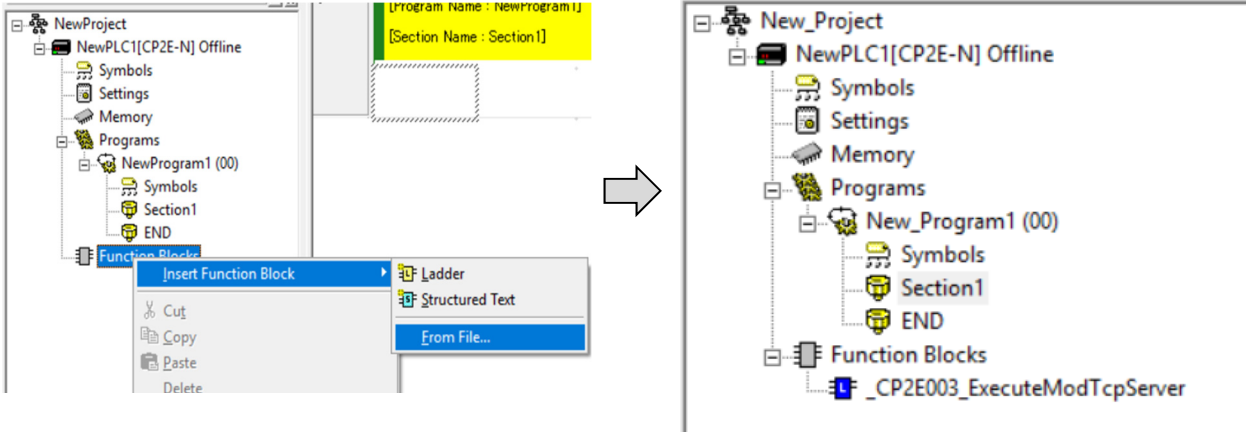 [Program Name : NewProgram1]
[Section Name : Section1]
NewProject
NewPLC1[CP2E-N] Offline
Symbols
Settings
Memory
Programs
NewProgram1 (00)
Symbols
Section1
END
Function Blocks
Insert Function Block
Cut
Copy
Paste
Delete
Ladder
Structured Text
From File...
New_Project
NewPLC1[CP2E-N] Offline
Symbols
Settings
Memory
Programs
New_Program1 (00)
Symbols
Section1
END
Function Blocks
_CP2E003_ExecuteModTcpServer